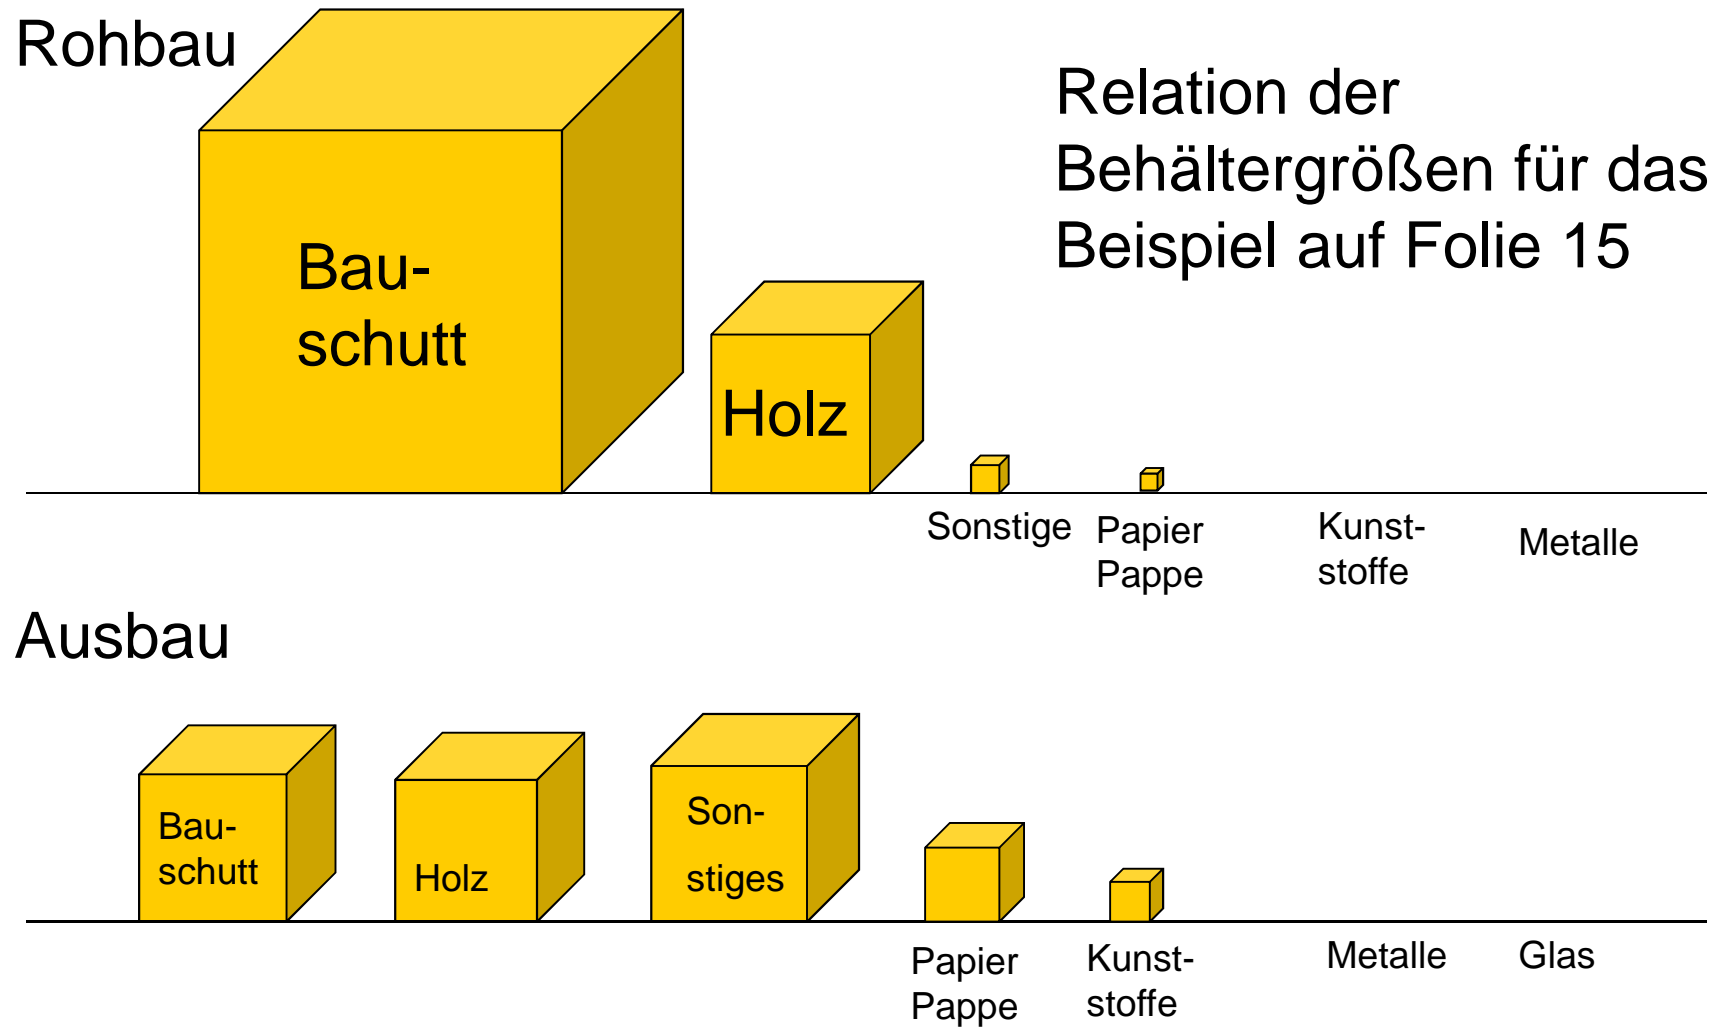 Rohbau
Relation der
Behältergrößen für das
Beispiel auf Folie 15
Bau-
schutt
Holz
Sonstige
Papier
Pappe
Kunst-
stoffe
Metalle
Ausbau
Bau-
schutt
Holz
Son-
stiges
Papier
Pappe
Kunst-
stoffe
Metalle
Glas